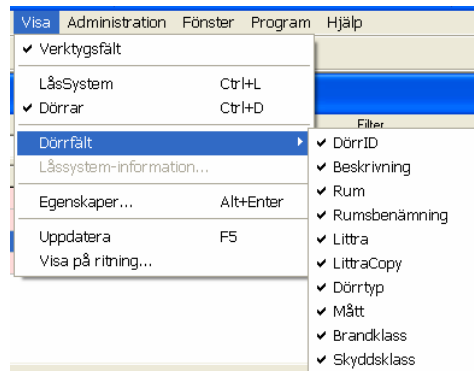 Visa Administration Fönster Program Hjälp
✔ Verktygsfält
LåsSystem Ctrl+L
✔ Dörrar Ctrl+D
Filter
Dörrfält
Låssystem-information...
Egenskaper... Alt+Enter
Uppdatera F5
Visa på ritning...
✔ DörrID
✔ Beskrivning
✔ Rum
✔ Rumsbenämning
✔ Littra
✔ LittraCopy
✔ Dörrtyp
✔ Mått
✔ Brandklass
✔ Skyddsklass